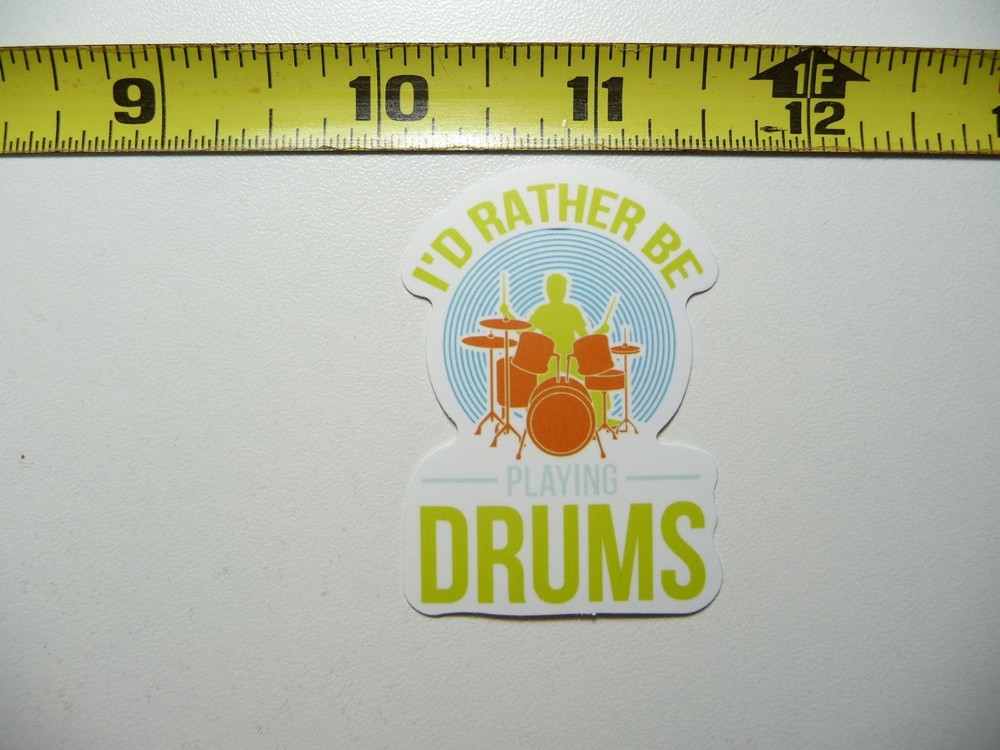 9 10 11 1F 12
I'D RATHER BE
PLAYING
DRUMS